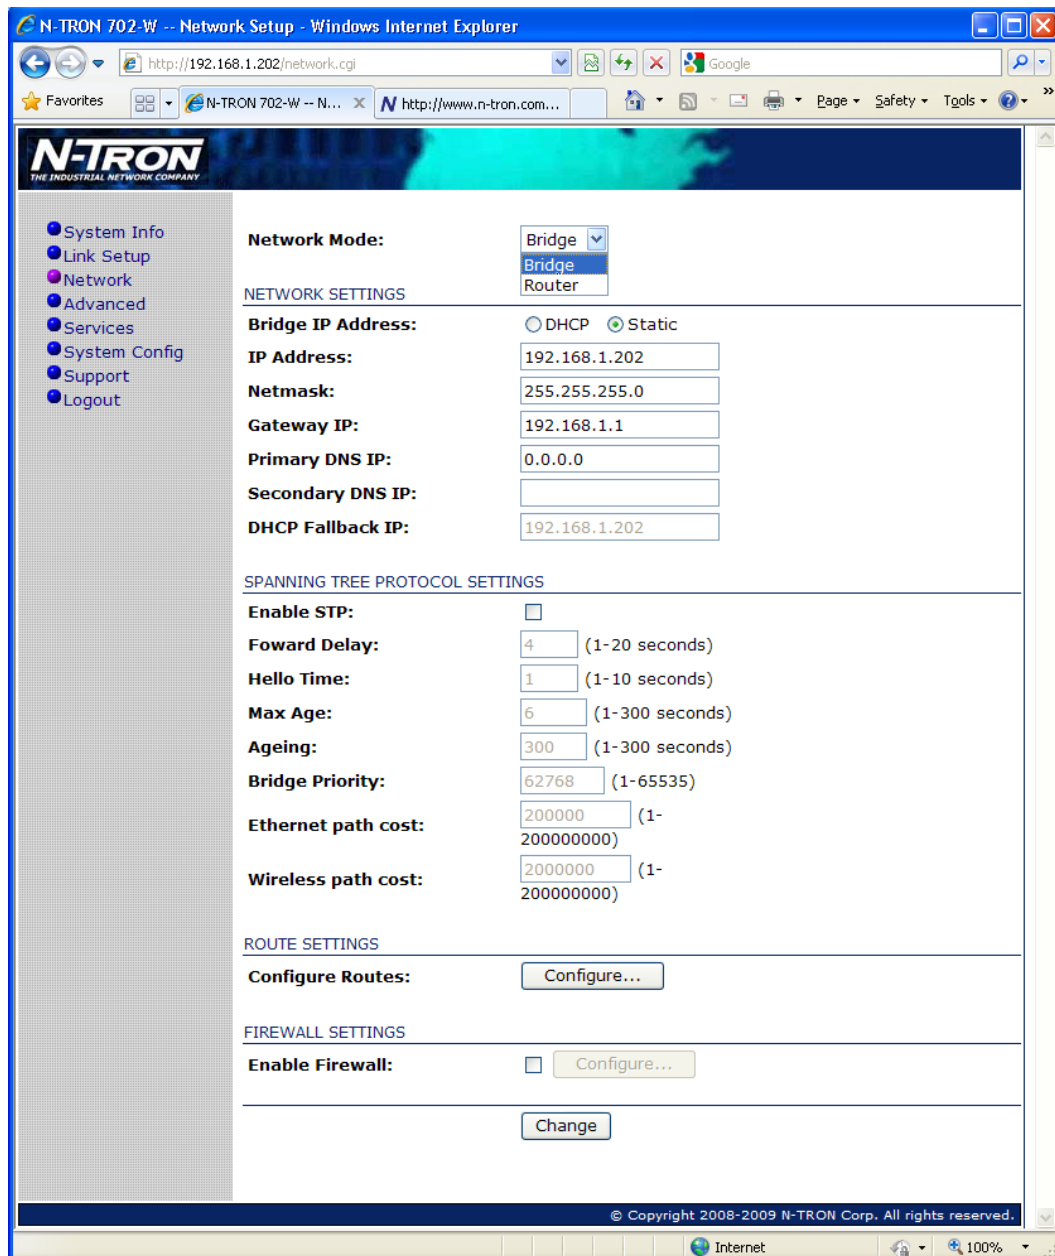 N-TRON 702-W -- Network Setup - Windows Internet Explorer
http://192.168.1.202/network.cgi
Google
Favorites
N-TRON 702-W -- N...
http://www.n-tron.com...
Page
Safety
Tools
»
N-TRON
THE INDUSTRIAL NETWORK COMPANY
System Info
Link Setup
Network
Advanced
Services
System Config
Support
Logout
Network Mode: Bridge
Bridge
Router
NETWORK SETTINGS
Bridge IP Address: DHCP Static
IP Address: 192.168.1.202
Netmask: 255.255.255.0
Gateway IP: 192.168.1.1
Primary DNS IP: 0.0.0.0
Secondary DNS IP:
DHCP Fallback IP: 192.168.1.202
SPANNING TREE PROTOCOL SETTINGS
Enable STP:
Foward Delay: 4 (1-20 seconds)
Hello Time: 1 (1-10 seconds)
Max Age: 6 (1-300 seconds)
Ageing: 300 (1-300 seconds)
Bridge Priority: 62768 (1-65535)
Ethernet path cost: 200000 (1-
200000000)
Wireless path cost: 2000000 (1-
200000000)
ROUTE SETTINGS
Configure Routes: Configure...
FIREWALL SETTINGS
Enable Firewall: Configure...
Change
© Copyright 2008-2009 N-TRON Corp. All rights reserved.
Internet
100%